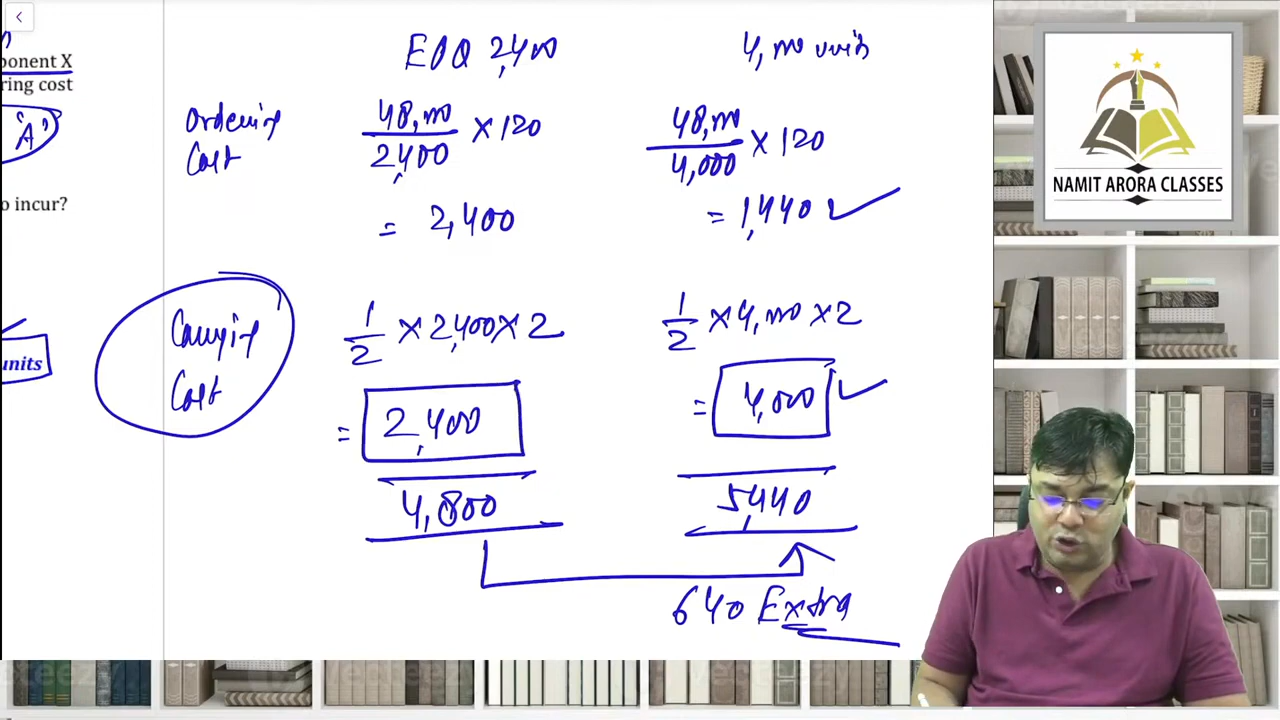 ponent X
ring cost
'A'
o incur?
units
EOQ 2,400
4,000 units
Ordering
Cost
48,000
2,400
× 120
48,000
4,000
× 120
= 2,400
= 1,440 ✓
Carrying
Cost
1/2 × 2,400 × 2
1/2 × 4,000 × 2
= 2,400
= 4,000 ✓
4,800
5,440
640 Extra
NAMIT ARORA CLASSES